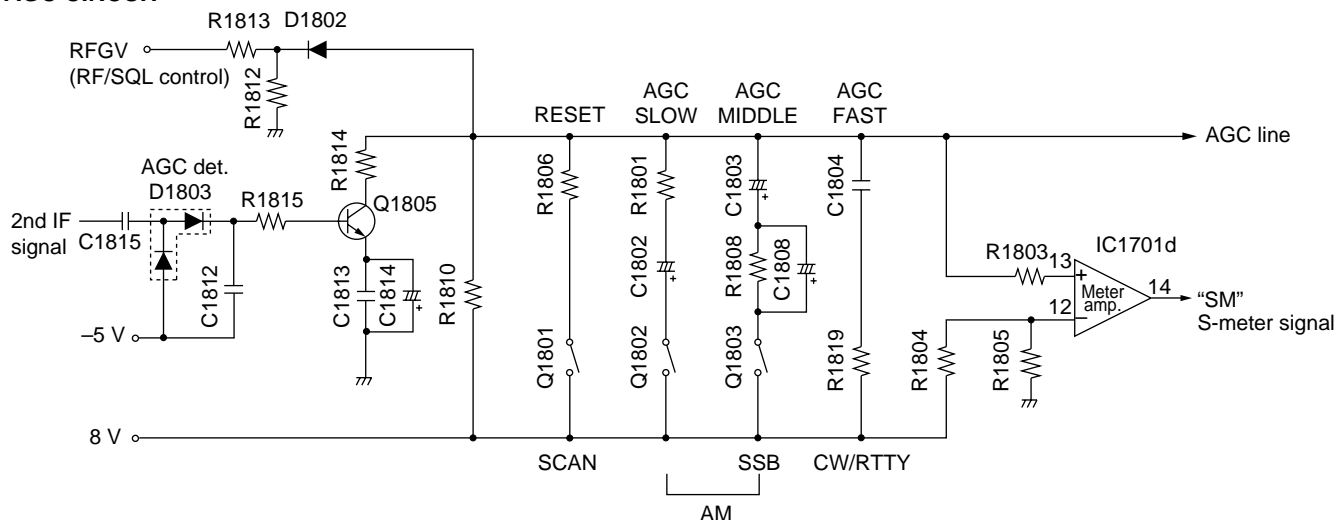 R1813 D1802
RFGV
(RF/SQL control)
R1812
RESET
AGC SLOW
AGC MIDDLE
AGC FAST
AGC line
R1814
R1806
R1801
C1803
C1804
AGC det.
D1803
R1815
Q1805
2nd IF signal
C1815
C1812
C1813
C1814
+
R1810
C1802
+
+
R1808
C1808
+
R1803
IC1701d
13
+
Meter amp.
12
–
14
"SM"
S-meter signal
–5 V
Q1801
Q1802
Q1803
R1819
R1804
R1805
8 V
SCAN
SSB
CW/RTTY
AM